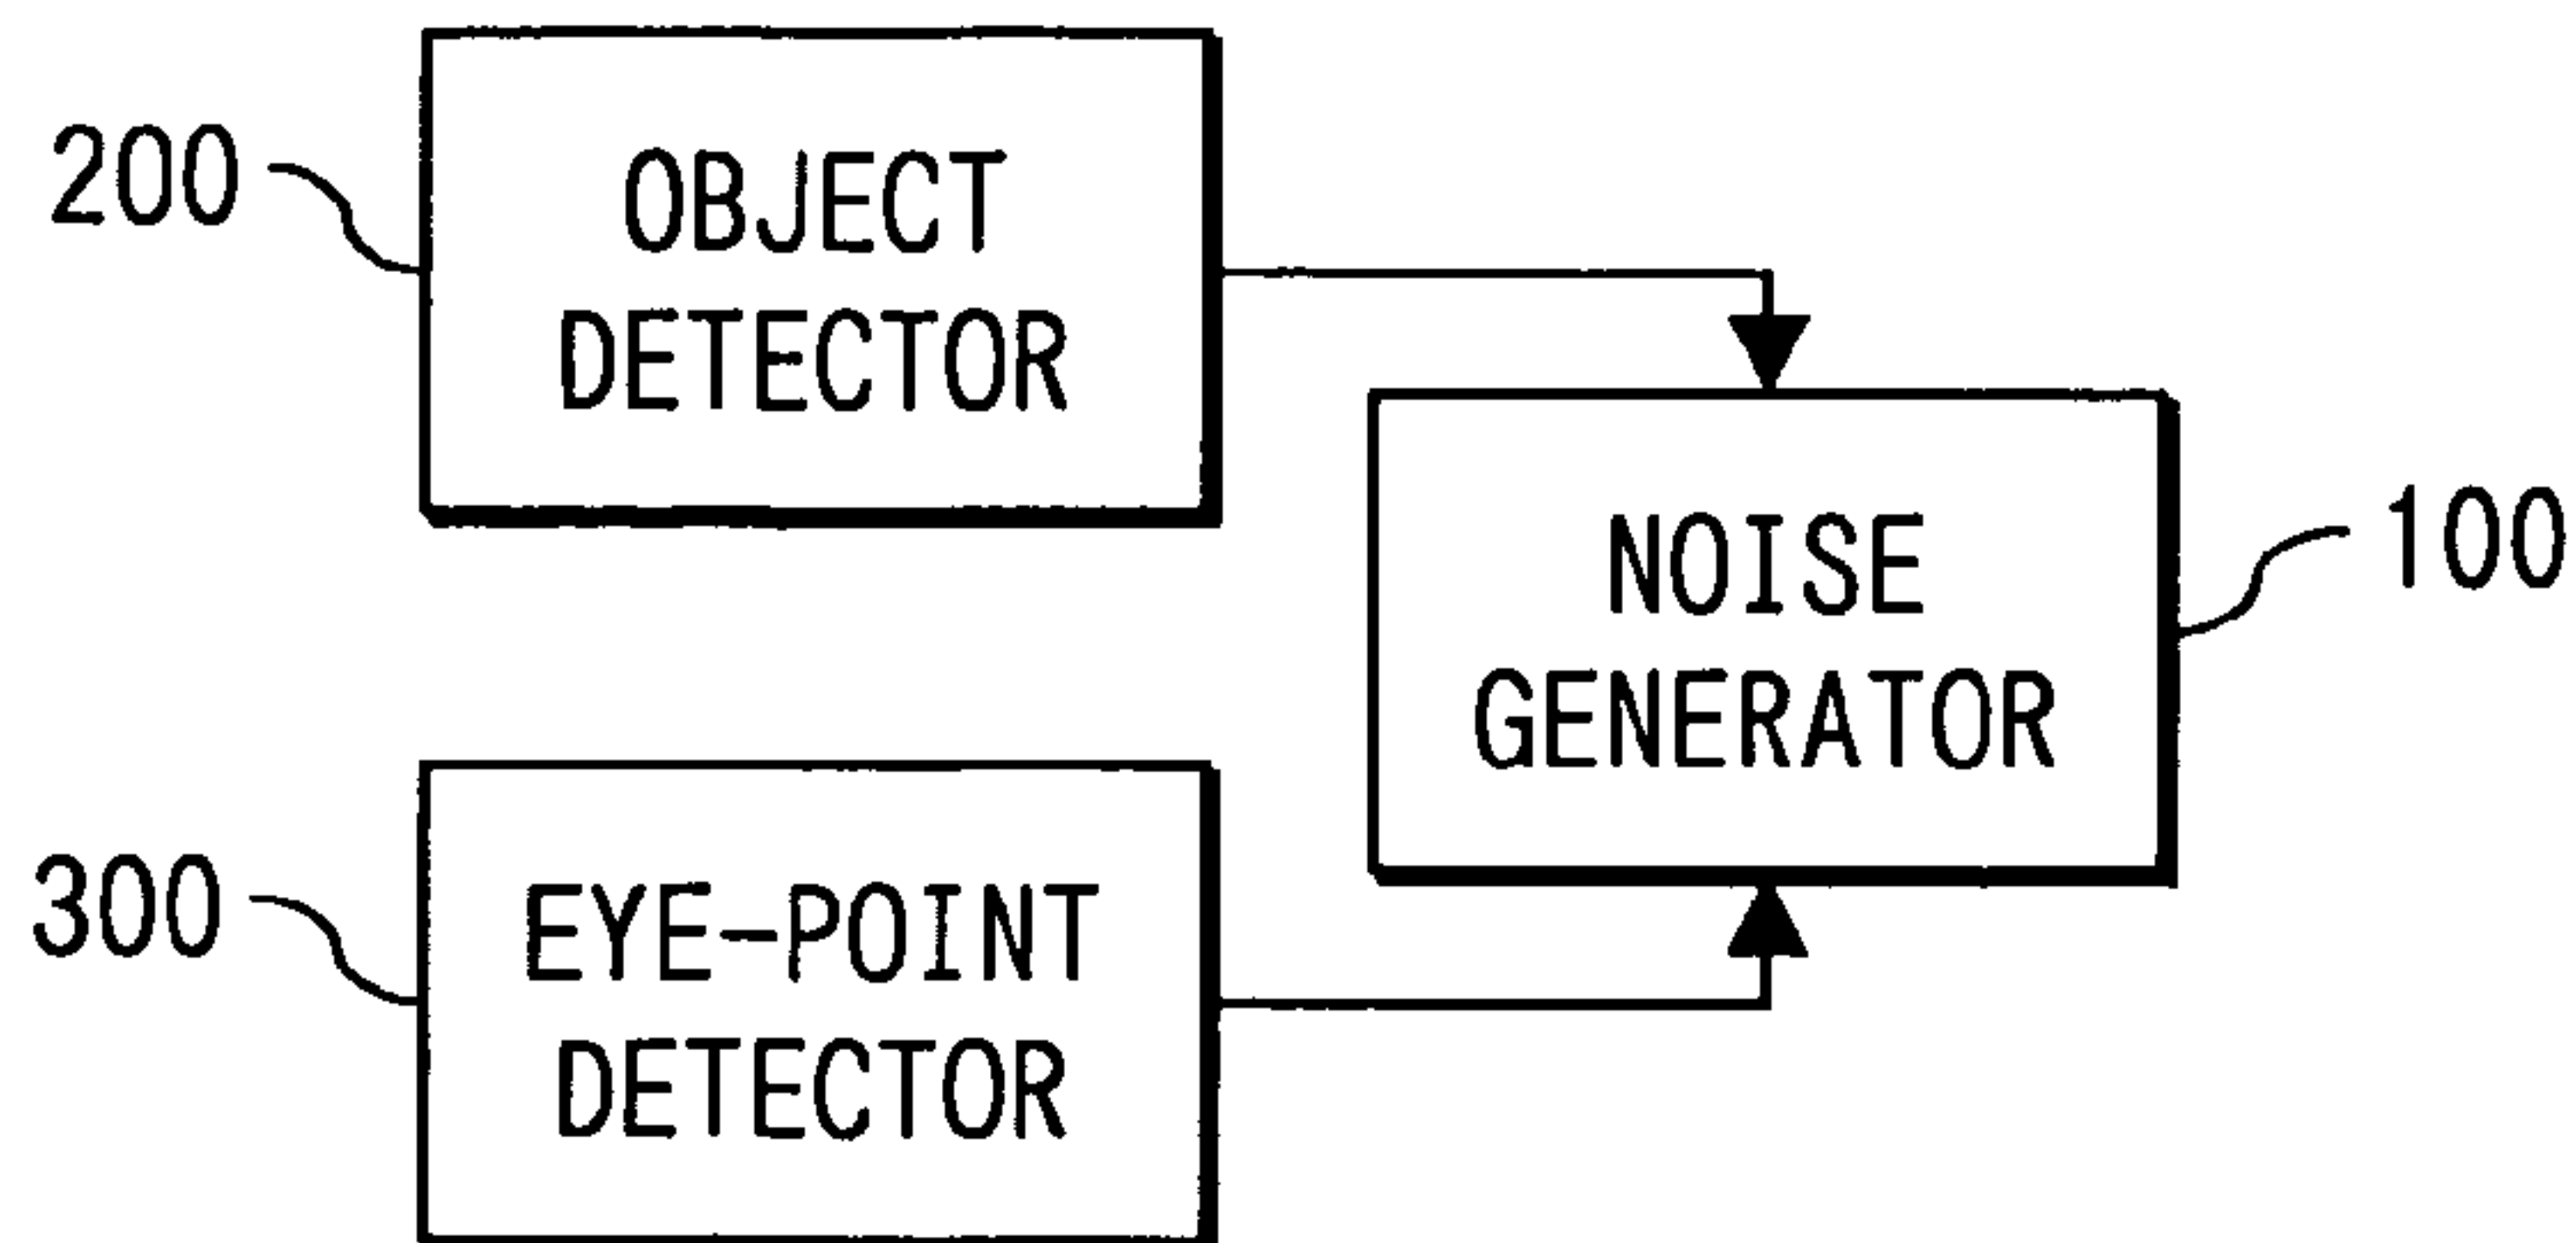 200
OBJECT
DETECTOR
NOISE
GENERATOR
100
300
EYE-POINT
DETECTOR